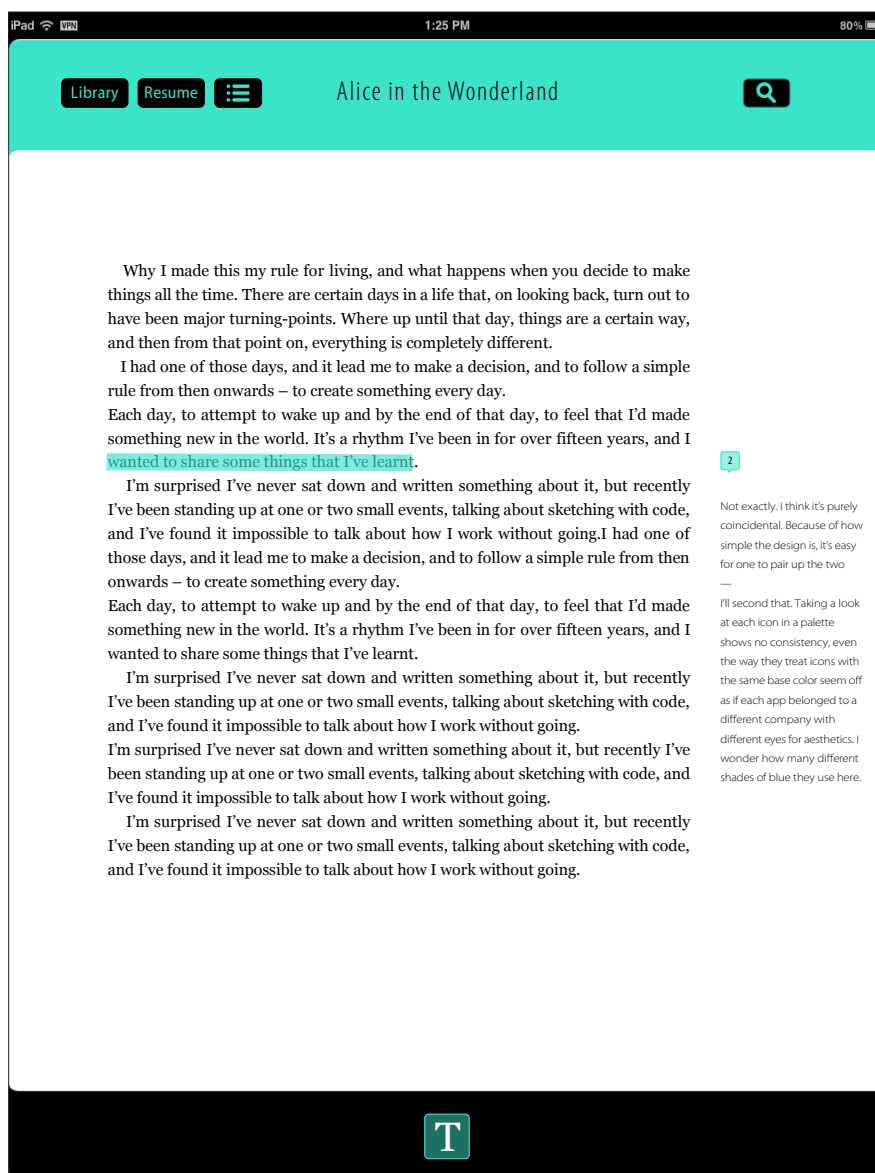 iPad VPN 1:25 PM 80%
Library Resume Alice in the Wonderland
Why I made this my rule for living, and what happens when you decide to make
things all the time. There are certain days in a life that, on looking back, turn out to
have been major turning-points. Where up until that day, things are a certain way,
and then from that point on, everything is completely different.
I had one of those days, and it lead me to make a decision, and to follow a simple
rule from then onwards – to create something every day.
Each day, to attempt to wake up and by the end of that day, to feel that I’d made
something new in the world. It’s a rhythm I’ve been in for over fifteen years, and I
wanted to share some things that I’ve learnt.
I’m surprised I’ve never sat down and written something about it, but recently
I’ve been standing up at one or two small events, talking about sketching with code,
and I’ve found it impossible to talk about how I work without going.I had one of
those days, and it lead me to make a decision, and to follow a simple rule from then
onwards – to create something every day.
Each day, to attempt to wake up and by the end of that day, to feel that I’d made
something new in the world. It’s a rhythm I’ve been in for over fifteen years, and I
wanted to share some things that I’ve learnt.
I’m surprised I’ve never sat down and written something about it, but recently
I’ve been standing up at one or two small events, talking about sketching with code,
and I’ve found it impossible to talk about how I work without going.
I’m surprised I’ve never sat down and written something about it, but recently I’ve
been standing up at one or two small events, talking about sketching with code, and
I’ve found it impossible to talk about how I work without going.
I’m surprised I’ve never sat down and written something about it, but recently
I’ve been standing up at one or two small events, talking about sketching with code,
and I’ve found it impossible to talk about how I work without going.
2
Not exactly. I think it’s purely
coincidental. Because of how
simple the design is, it’s easy
for one to pair up the two
—
I’ll second that. Taking a look
at each icon in a palette
shows no consistency, even
the way they treat icons with
the same base color seem off
as if each app belonged to a
different company with
different eyes for aesthetics. I
wonder how many different
shades of blue they use here.
T